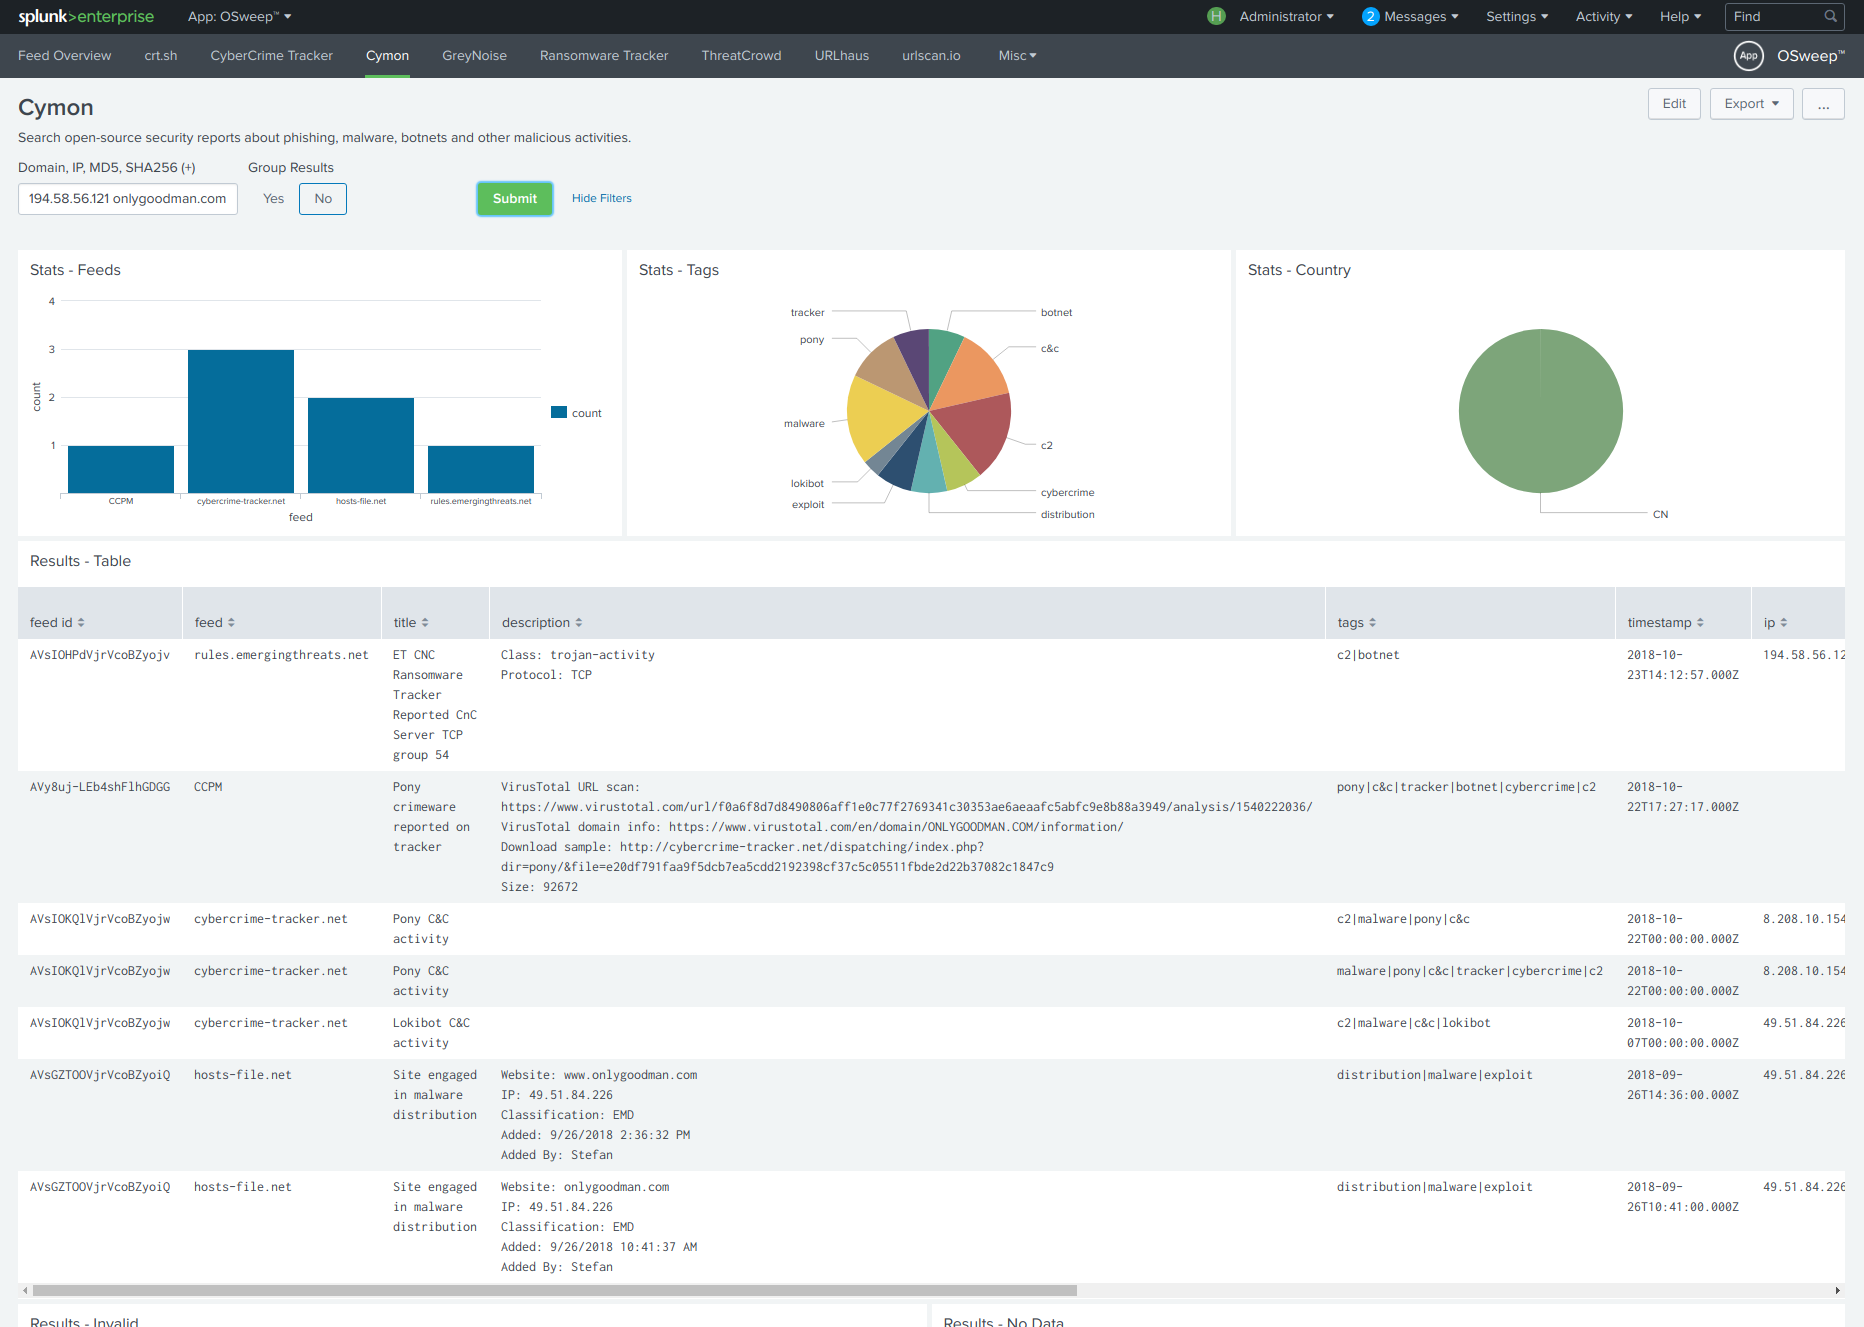 splunk>enterprise App: OSweep™ H Administrator 2 Messages Settings Activity Help Find
Feed Overview crt.sh CyberCrime Tracker Cymon GreyNoise Ransomware Tracker ThreatCrowd URLhaus urlscan.io Misc App OSweep™
Cymon
Edit Export ...
Search open-source security reports about phishing, malware, botnets and other malicious activities.
Domain, IP, MD5, SHA256 (+) Group Results
194.58.56.121 onlygoodman.com Yes No Submit Hide Filters
Stats - Feeds
4
3
2
1
count
CCPM cybercrime-tracker.net hosts-file.net rules.emergingthreats.net
feed
count
Stats - Tags
tracker
pony
malware
lokibot
exploit
botnet
c&c
c2
cybercrime
distribution
Stats - Country
CN
Results - Table
feed id feed title description tags timestamp ip
AVsIOHPdVjrVcoBZyojv rules.emergingthreats.net ET CNC Class: trojan-activity c2|botnet 2018-10- 194.58.56.12
Ransomware Protocol: TCP 23T14:12:57.000Z
Tracker
Reported CnC
Server TCP
group 54
AVy8uj-LEb4shFlhGDGG CCPM Pony VirusTotal URL scan: pony|c&c|tracker|botnet|cybercrime|c2 2018-10-
crimeware https://www.virustotal.com/url/f0a6f8d7d8490806aff1e0c77f2769341c30353ae6aeaafc5abfc9e8b88a3949/analysis/1540222036/ 22T17:27:17.000Z
reported on VirusTotal domain info: https://www.virustotal.com/en/domain/ONLYGOODMAN.COM/information/
tracker Download sample: http://cybercrime-tracker.net/dispatching/index.php?
dir=pony/&file=e20df791faa9f5dcb7ea5cdd2192398cf37c5c05511fbde2d22b37082c1847c9
Size: 92672
AVsIOKQlVjrVcoBZyojw cybercrime-tracker.net Pony C&C c2|malware|pony|c&c 2018-10- 8.208.10.154
activity 22T00:00:00.000Z
AVsIOKQlVjrVcoBZyojw cybercrime-tracker.net Pony C&C malware|pony|c&c|tracker|cybercrime|c2 2018-10- 8.208.10.154
activity 22T00:00:00.000Z
AVsIOKQlVjrVcoBZyojw cybercrime-tracker.net Lokibot C&C c2|malware|c&c|lokibot 2018-10- 49.51.84.226
activity 07T00:00:00.000Z
AVsGZTOOVjrVcoBZyoiQ hosts-file.net Site engaged Website: www.onlygoodman.com distribution|malware|exploit 2018-09- 49.51.84.226
in malware IP: 49.51.84.226 26T14:36:00.000Z
distribution Classification: EMD
Added: 9/26/2018 2:36:32 PM
Added By: Stefan
AVsGZTOOVjrVcoBZyoiQ hosts-file.net Site engaged Website: onlygoodman.com distribution|malware|exploit 2018-09- 49.51.84.226
in malware IP: 49.51.84.226 26T10:41:00.000Z
distribution Classification: EMD
Added: 9/26/2018 10:41:37 AM
Added By: Stefan
Results - Invalid Results - No Data